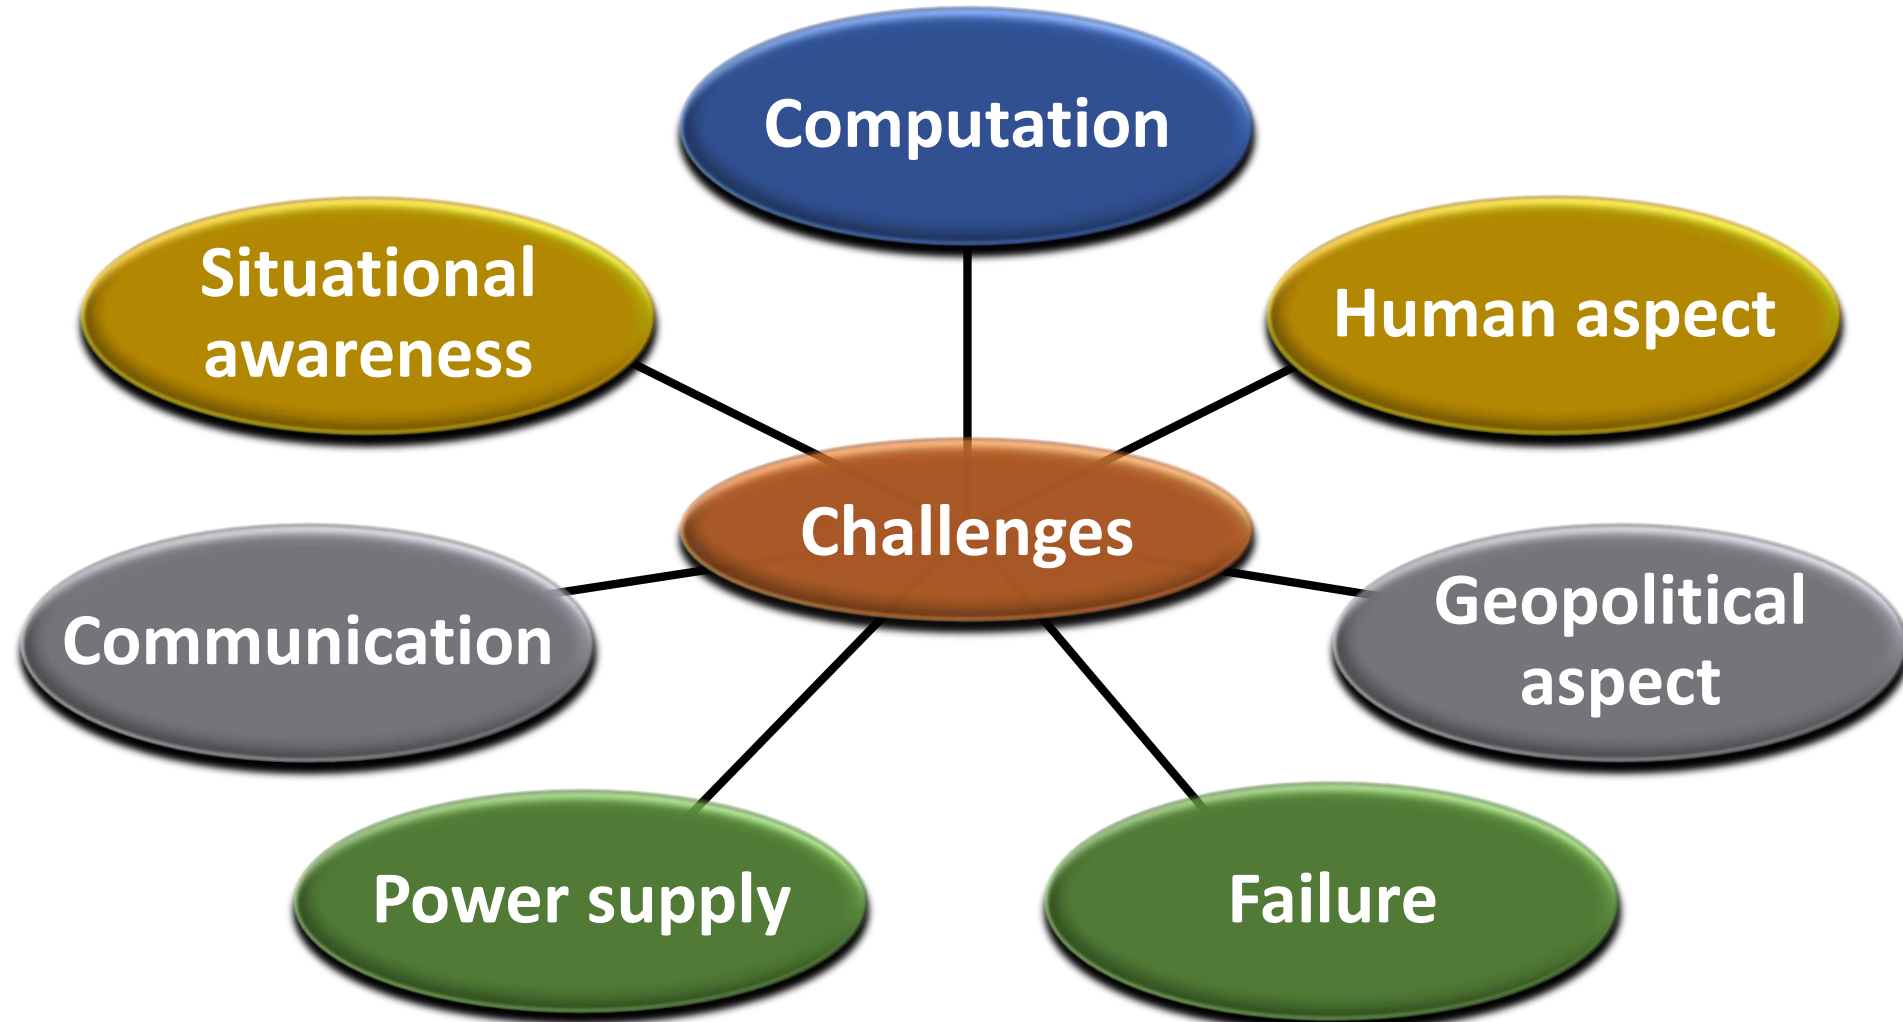 Computation
Situational
awareness
Human aspect
Challenges
Communication
Geopolitical
aspect
Power supply
Failure